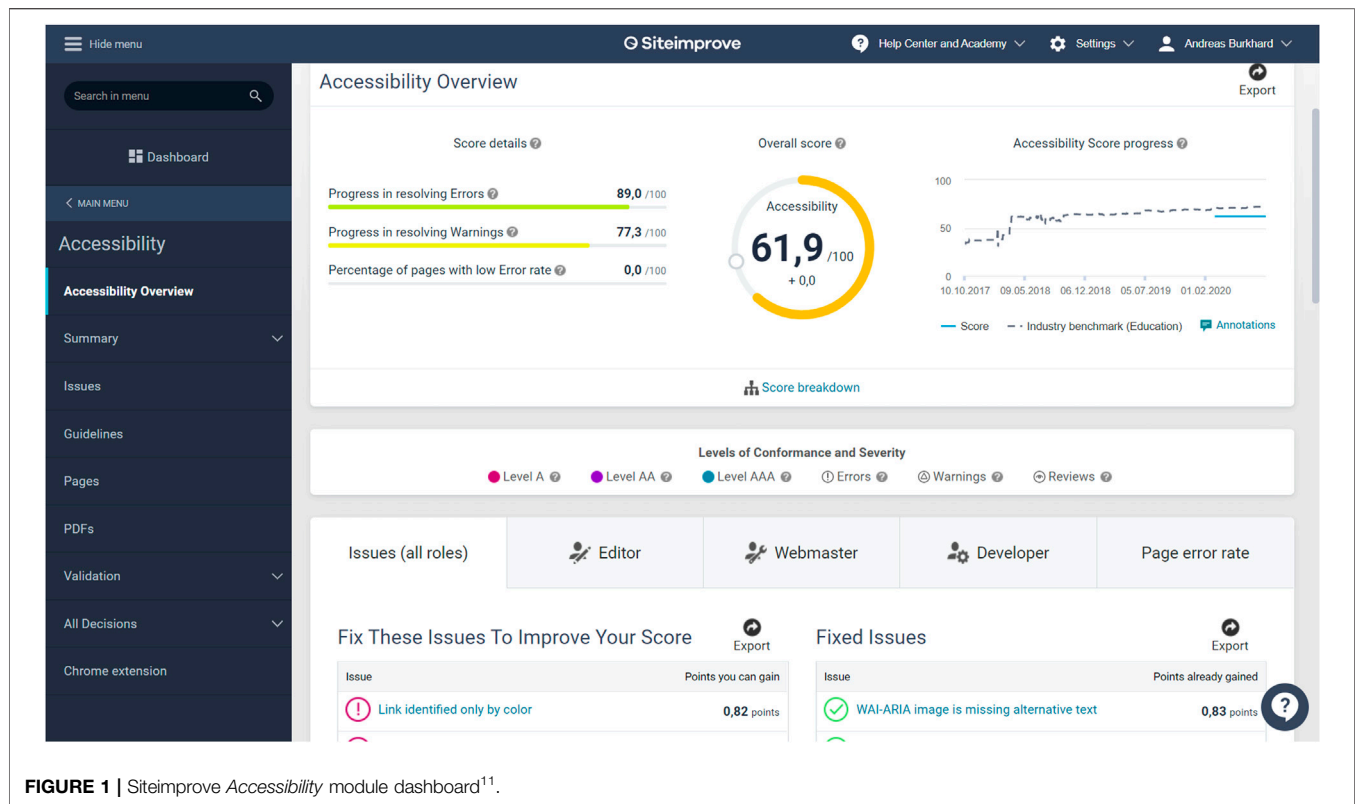 Hide menu
Siteimprove
Help Center and Academy
Settings
Andreas Burkhard
Search in menu
Dashboard
MAIN MENU
Accessibility
Accessibility Overview
Summary
Issues
Guidelines
Pages
PDFs
Validation
All Decisions
Chrome extension
Accessibility Overview
Export
Score details
Progress in resolving Errors 89,0 /100
Progress in resolving Warnings 77,3 /100
Percentage of pages with low Error rate 0,0 /100
Overall score
Accessibility
61,9 /100
+ 0,0
Accessibility Score progress
100
50
0
10.10.2017 09.05.2018 06.12.2018 05.07.2019 01.02.2020
Score Industry benchmark (Education) Annotations
Score breakdown
Levels of Conformance and Severity
Level A Level AA Level AAA Errors Warnings Reviews
Issues (all roles) Editor Webmaster Developer Page error rate
Fix These Issues To Improve Your Score
Export
Issue Points you can gain
Link identified only by color 0,82 points
Fixed Issues
Export
Issue Points already gained
WAI-ARIA image is missing alternative text 0,83 points
FIGURE 1 | Siteimprove Accessibility module dashboard11.